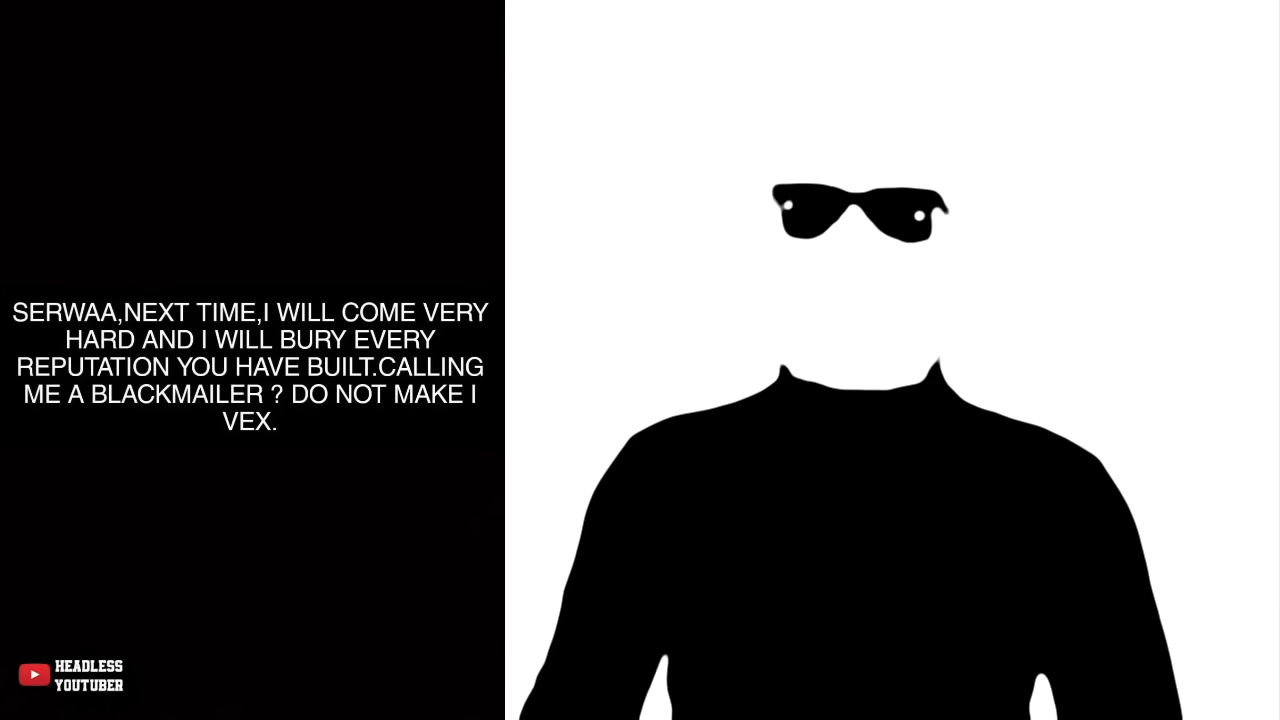 SERWAA,NEXT TIME,I WILL COME VERY
HARD AND I WILL BURY EVERY
REPUTATION YOU HAVE BUILT.CALLING
ME A BLACKMAILER ? DO NOT MAKE I
VEX.
HEADLESS
YOUTUBER